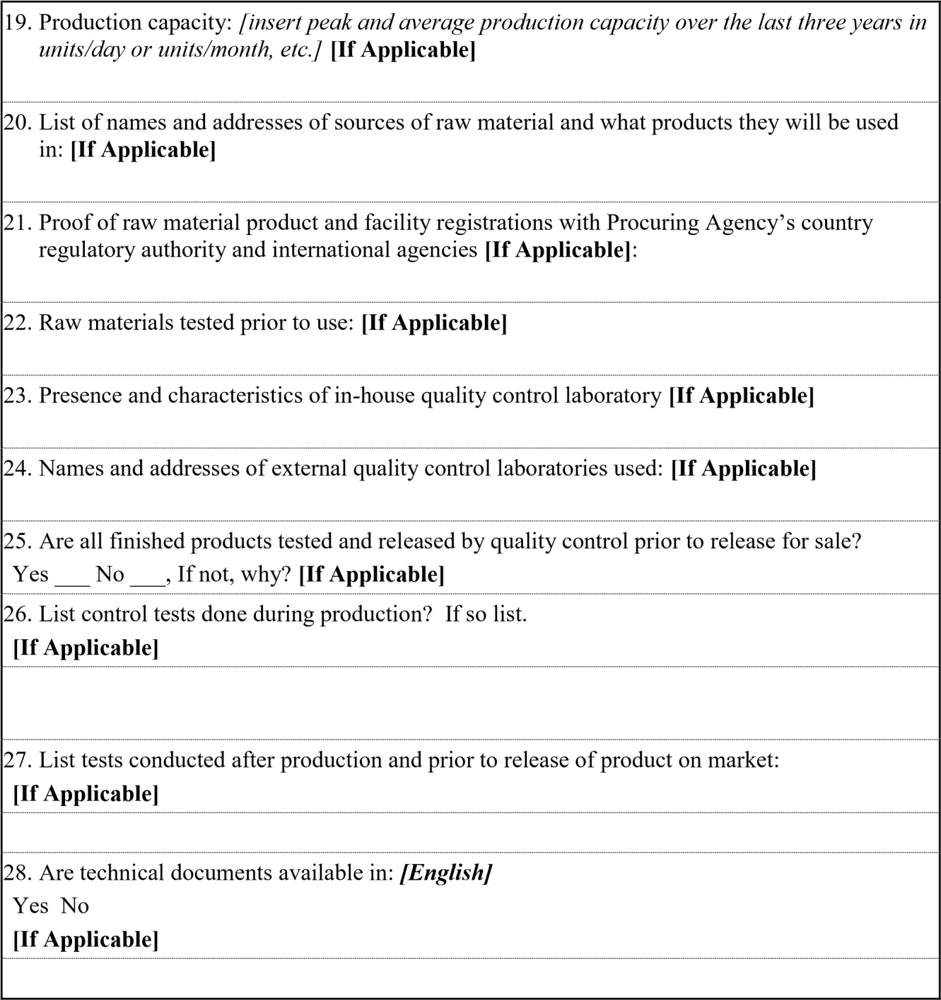 19. Production capacity: [insert peak and average production capacity over the last three years in
units/day or units/month, etc.] [If Applicable]
20. List of names and addresses of sources of raw material and what products they will be used
in: [If Applicable]
21. Proof of raw material product and facility registrations with Procuring Agency’s country
regulatory authority and international agencies [If Applicable]:
22. Raw materials tested prior to use: [If Applicable]
23. Presence and characteristics of in-house quality control laboratory [If Applicable]
24. Names and addresses of external quality control laboratories used: [If Applicable]
25. Are all finished products tested and released by quality control prior to release for sale?
Yes ___ No ___, If not, why? [If Applicable]
26. List control tests done during production?  If so list.
[If Applicable]
27. List tests conducted after production and prior to release of product on market:
[If Applicable]
28. Are technical documents available in: [English]
Yes  No
[If Applicable]